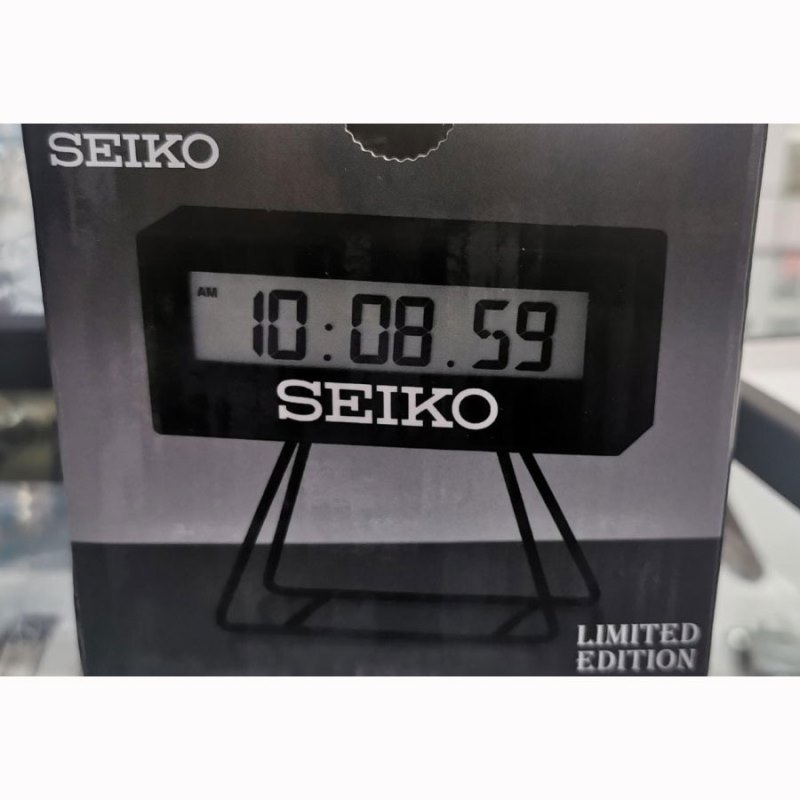 SEIKO
AM 10:08.59
SEIKO
LIMITED
EDITION